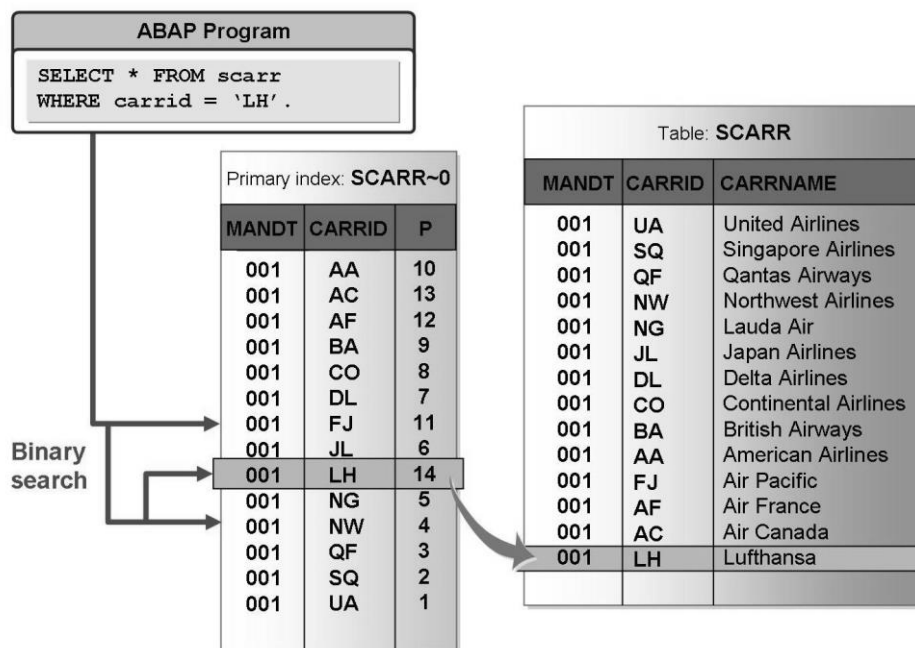 ABAP Program
SELECT * FROM scarr
WHERE carrid = ‘LH’.
Binary
search
Primary index: SCARR~0
MANDT CARRID P
001 AA 10
001 AC 13
001 AF 12
001 BA 9
001 CO 8
001 DL 7
001 FJ 11
001 JL 6
001 LH 14
001 NG 5
001 NW 4
001 QF 3
001 SQ 2
001 UA 1
Table: SCARR
MANDT CARRID CARRNAME
001 UA United Airlines
001 SQ Singapore Airlines
001 QF Qantas Airways
001 NW Northwest Airlines
001 NG Lauda Air
001 JL Japan Airlines
001 DL Delta Airlines
001 CO Continental Airlines
001 BA British Airways
001 AA American Airlines
001 FJ Air Pacific
001 AF Air France
001 AC Air Canada
001 LH Lufthansa